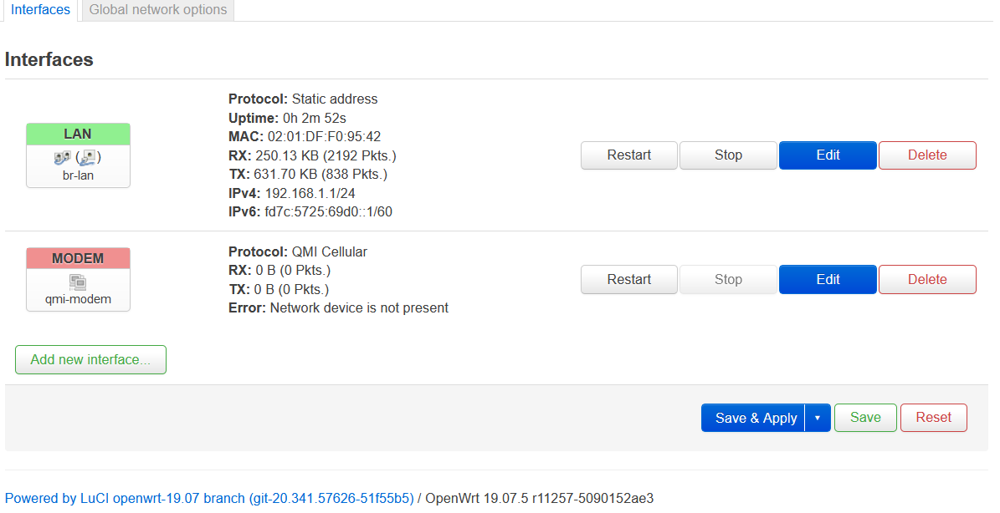 Interfaces
Global network options
Interfaces
LAN
( )
br-lan
Protocol: Static address
Uptime: 0h 2m 52s
MAC: 02:01:DF:F0:95:42
RX: 250.13 KB (2192 Pkts.)
TX: 631.70 KB (838 Pkts.)
IPv4: 192.168.1.1/24
IPv6: fd7c:5725:69d0::1/60
Restart
Stop
Edit
Delete
MODEM
qmi-modem
Protocol: QMI Cellular
RX: 0 B (0 Pkts.)
TX: 0 B (0 Pkts.)
Error: Network device is not present
Restart
Stop
Edit
Delete
Add new interface...
Save & Apply
Save
Reset
Powered by LuCI openwrt-19.07 branch (git-20.341.57626-51f55b5) / OpenWrt 19.07.5 r11257-5090152ae3